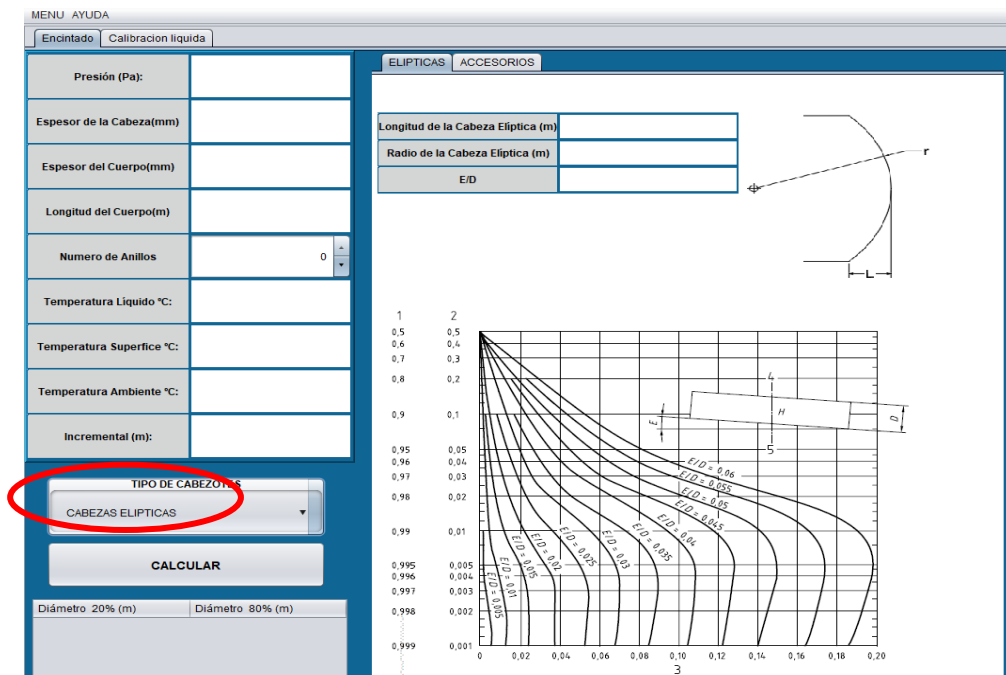 MENU AYUDA
Encintado Calibracion liquida
Presión (Pa):
Espesor de la Cabeza(mm)
Espesor del Cuerpo(mm)
Longitud del Cuerpo(m)
Numero de Anillos 0
Temperatura Liquido ºC:
Temperatura Superfice ºC:
Temperatura Ambiente ºC:
Incremental (m):
TIPO DE CABEZOTES
CABEZAS ELIPTICAS
CALCULAR
Diámetro 20% (m) Diámetro 80% (m)
ELIPTICAS ACCESORIOS
Longitud de la Cabeza Elíptica (m)
Radio de la Cabeza Elíptica (m)
E/D
r
L
1 2
0,5 0,5
0,6 0,4
0,7 0,3
0,8 0,2
0,9 0,1
0,95 0,05
0,96 0,04
0,97 0,03
0,98 0,02
0,99 0,01
0,995 0,005
0,996 0,004
0,997 0,003
0,998 0,002
0,999 0,001
4
H
E
D
5
E/D = 0,06
E/D = 0,055
E/D = 0,05
E/D = 0,045
E/D = 0,04
E/D = 0,035
E/D = 0,03
E/D = 0,025
E/D = 0,02
E/D = 0,015
E/D = 0,01
E/D = 0,005
0 0,02 0,04 0,06 0,08 0,10 0,12 0,14 0,16 0,18 0,20
3